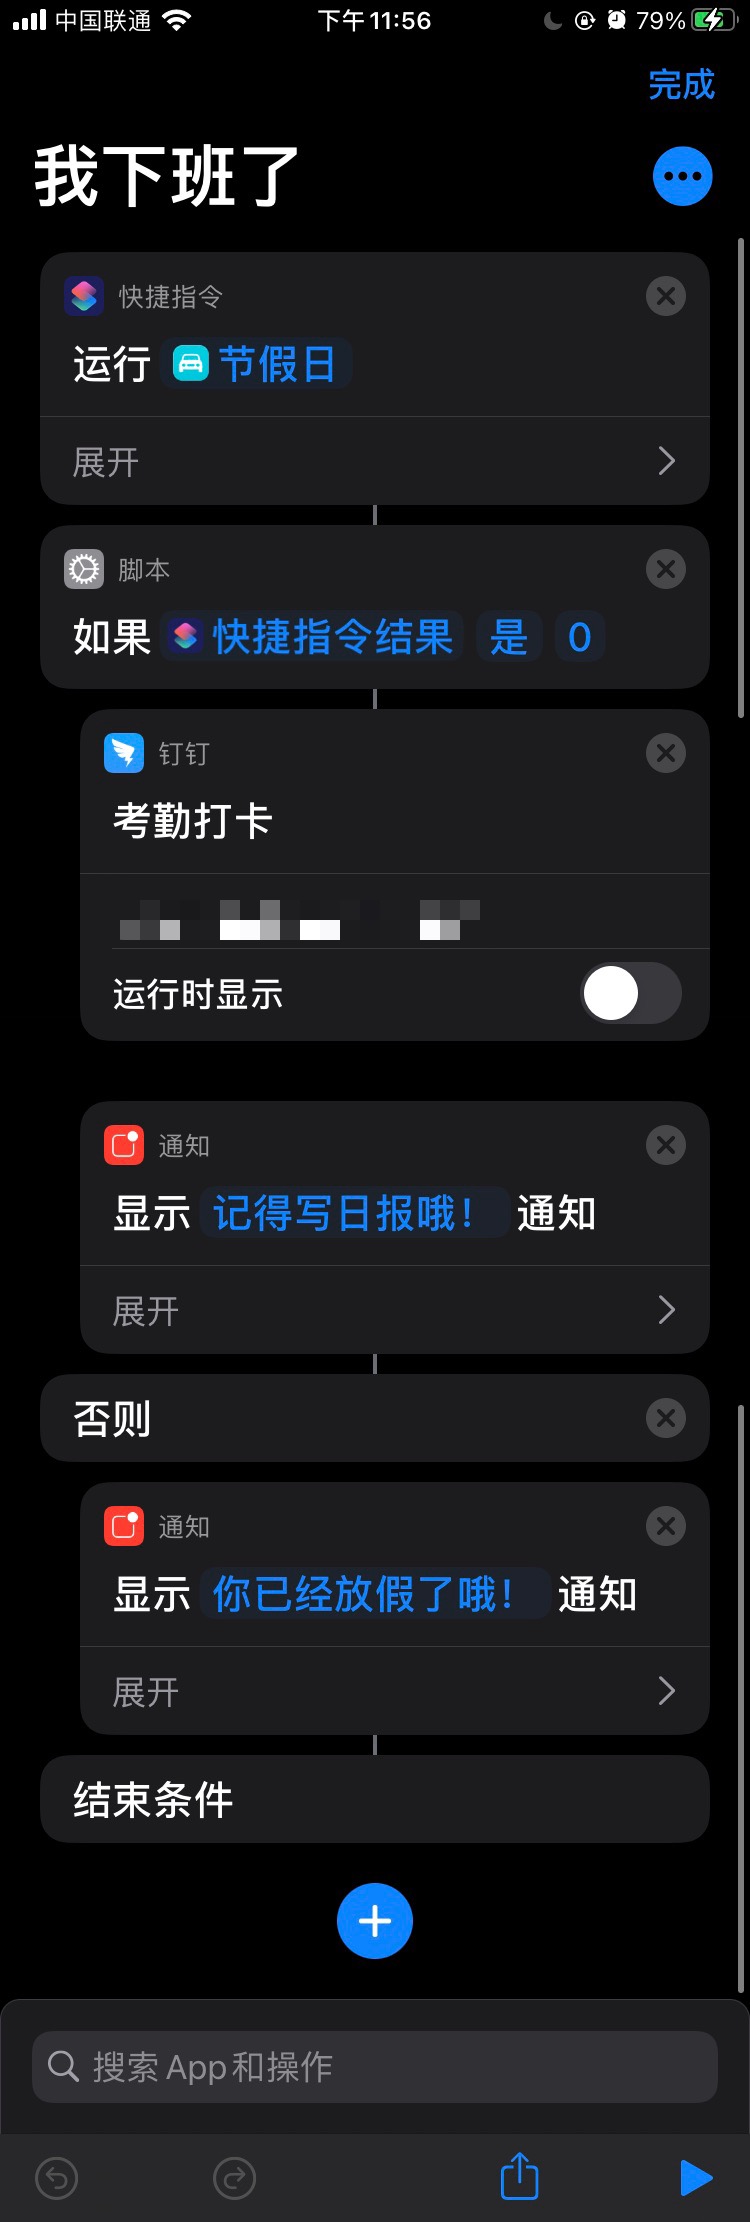 中国联通 下午11:56 79%
完成
我下班了
快捷指令
运行 节假日
展开
脚本
如果 快捷指令结果 是 0
钉钉
考勤打卡
运行时显示
通知
显示 记得写日报哦！ 通知
展开
否则
通知
显示 你已经放假了哦！ 通知
展开
结束条件
搜索 App 和操作